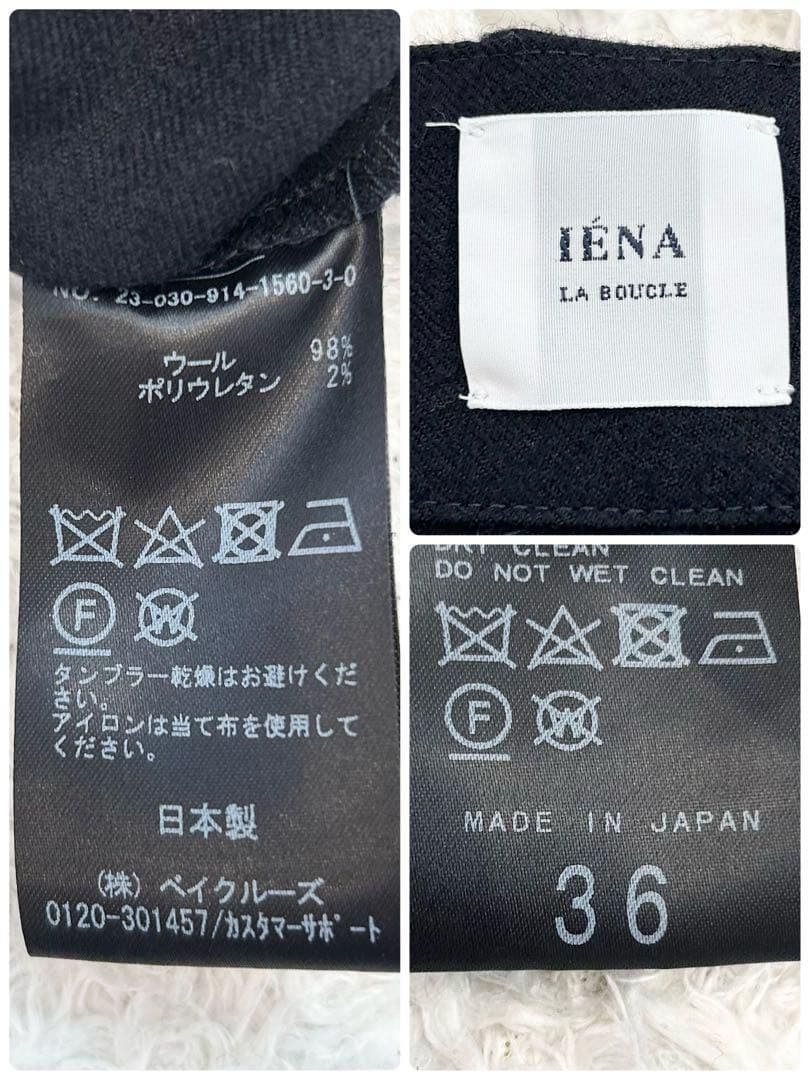 NO. 23-030-914-1560-3-0
ウール 98%
ポリウレタン 2%
F
W
タンブラー乾燥はお避けくだ
さい。
アイロンは当て布を使用して
ください。
日本製
(株) ベイクルーズ
0120-301457/カスタマーサポート
IÉNA
LA BOUCLE
DRY CLEAN
DO NOT WET CLEAN
F
W
MADE IN JAPAN
36